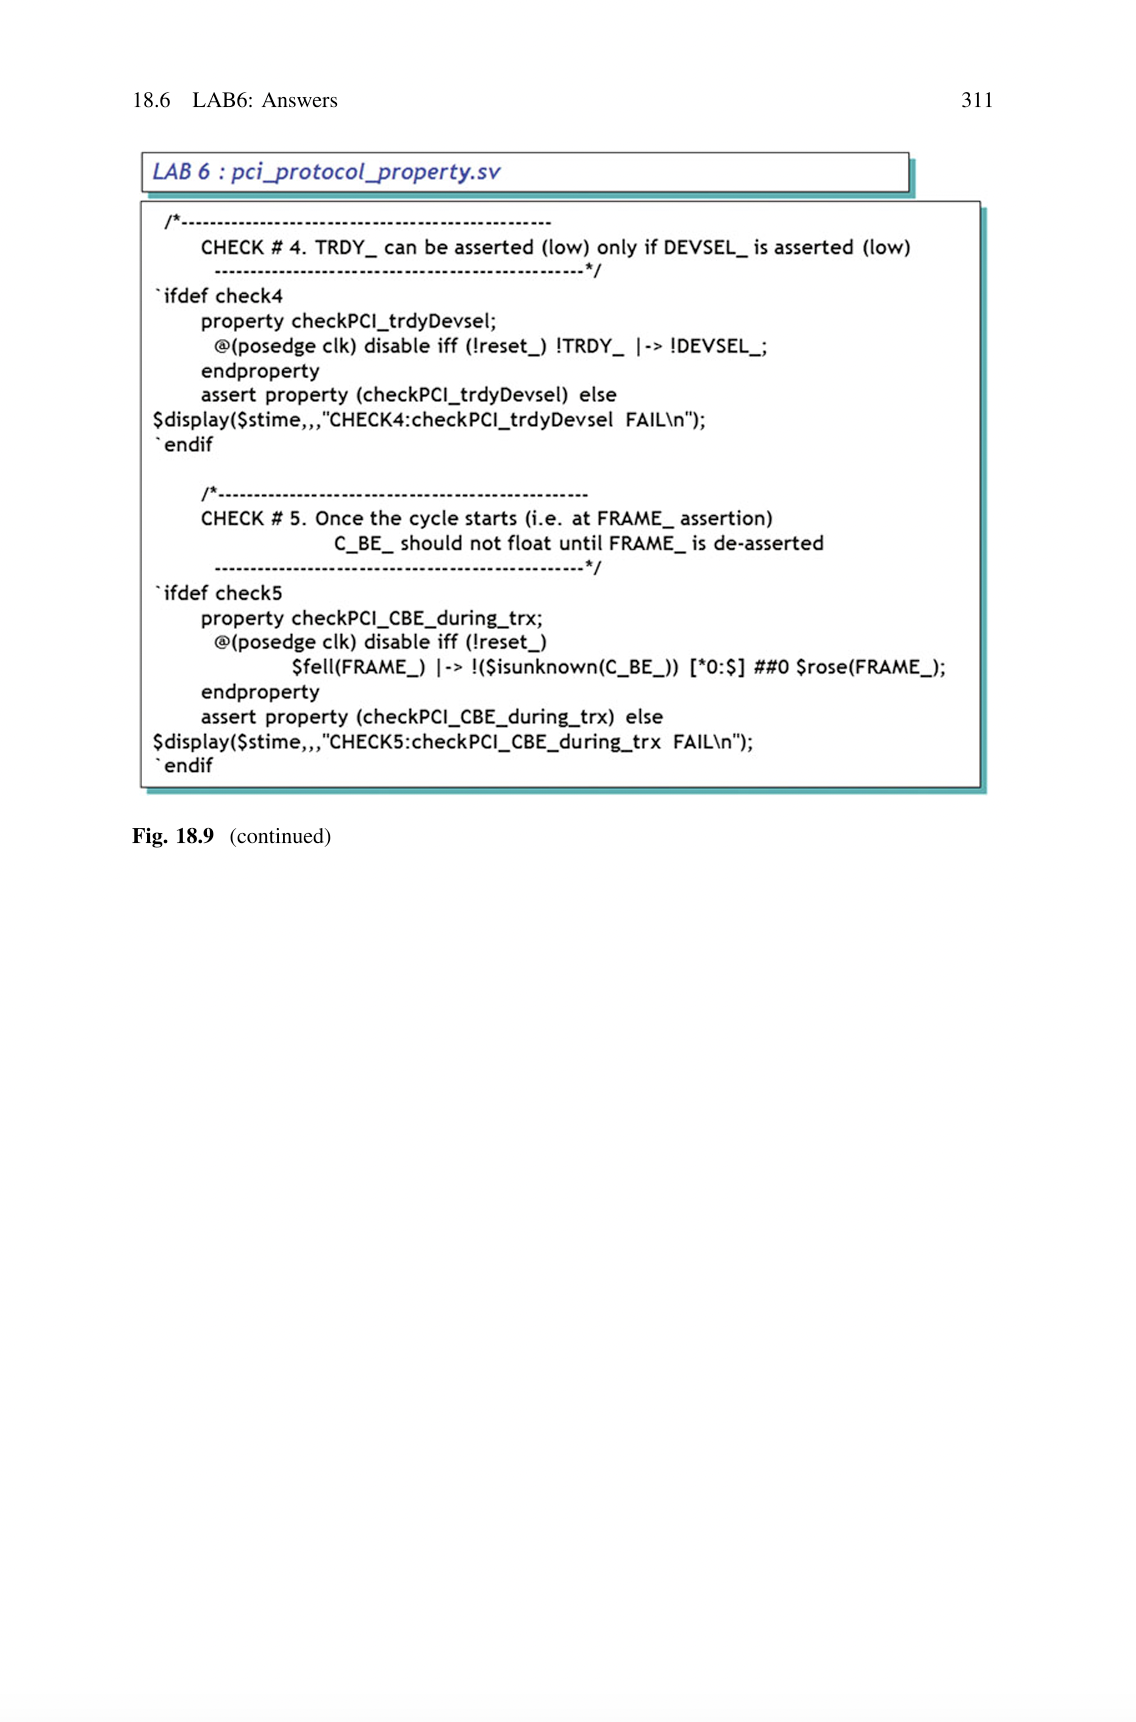 18.6 LAB6: Answers 311
LAB 6 : pci_protocol_property.sv
/*--------------------------------------------------
CHECK # 4. TRDY_ can be asserted (low) only if DEVSEL_ is asserted (low)
--------------------------------------------------*/
`ifdef check4
property checkPCI_trdyDevsel;
@(posedge clk) disable iff (!reset_) !TRDY_ |-> !DEVSEL_;
endproperty
assert property (checkPCI_trdyDevsel) else
$display($stime,,,"CHECK4:checkPCI_trdyDevsel FAIL\n");
`endif
/*--------------------------------------------------
CHECK # 5. Once the cycle starts (i.e. at FRAME_ assertion)
C_BE_ should not float until FRAME_ is de-asserted
--------------------------------------------------*/
`ifdef check5
property checkPCI_CBE_during_trx;
@(posedge clk) disable iff (!reset_)
$fell(FRAME_) |-> !($isunknown(C_BE_)) [*0:$] ##0 $rose(FRAME_);
endproperty
assert property (checkPCI_CBE_during_trx) else
$display($stime,,,"CHECK5:checkPCI_CBE_during_trx FAIL\n");
`endif
Fig. 18.9 (continued)